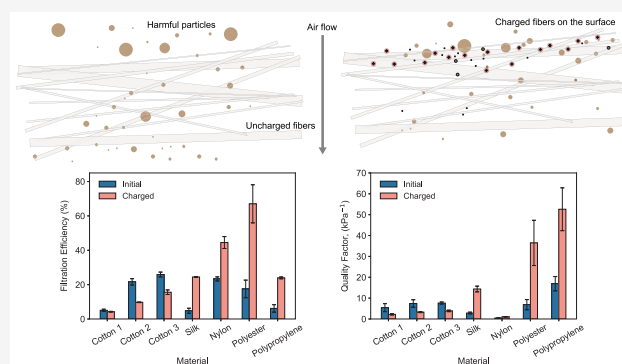 Harmful particles
Air flow
Charged fibers on the surface
Uncharged fibers
80
60
40
20
0
Filtration Efficiency (%)
Initial
Charged
Cotton 1
Cotton 2
Cotton 3
Silk
Nylon
Polyester
Polypropylene
Material
70
60
50
40
30
20
10
0
Quality Factor, (kPa⁻¹)
Initial
Charged
Cotton 1
Cotton 2
Cotton 3
Silk
Nylon
Polyester
Polypropylene
Material